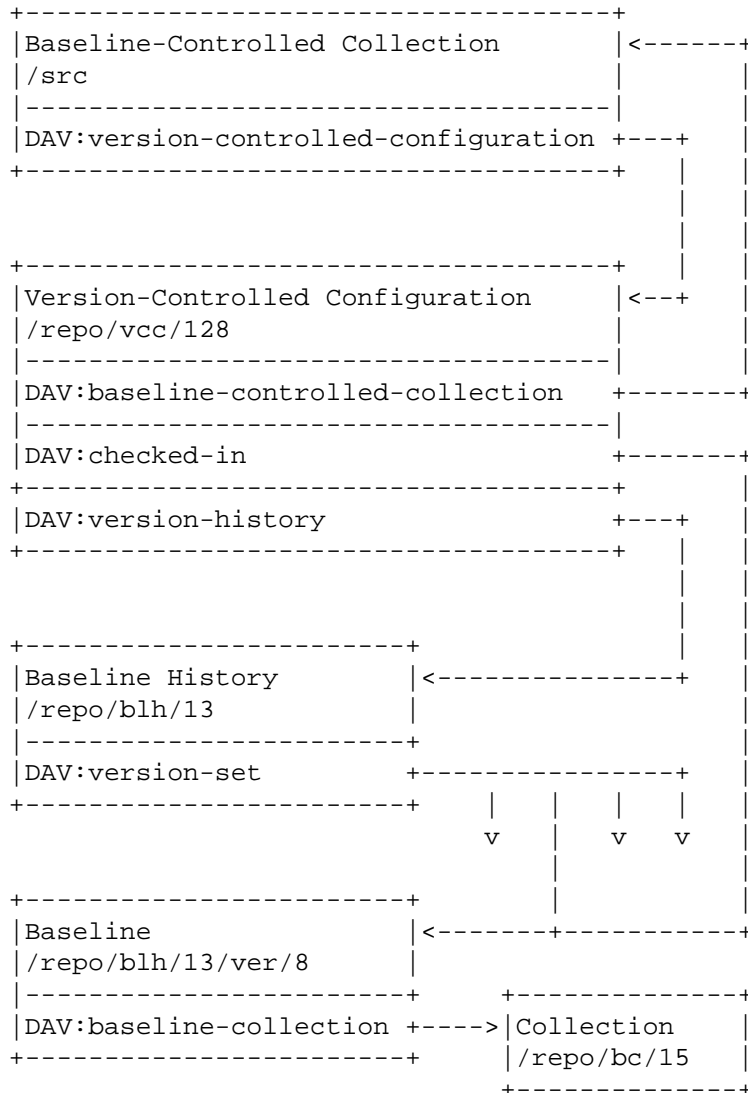 Baseline-Controlled Collection
/src
DAV:version-controlled-configuration
Version-Controlled Configuration
/repo/vcc/128
DAV:baseline-controlled-collection
DAV:checked-in
DAV:version-history
Baseline History
/repo/blh/13
DAV:version-set
v v v
Baseline
/repo/blh/13/ver/8
DAV:baseline-collection
Collection
/repo/bc/15